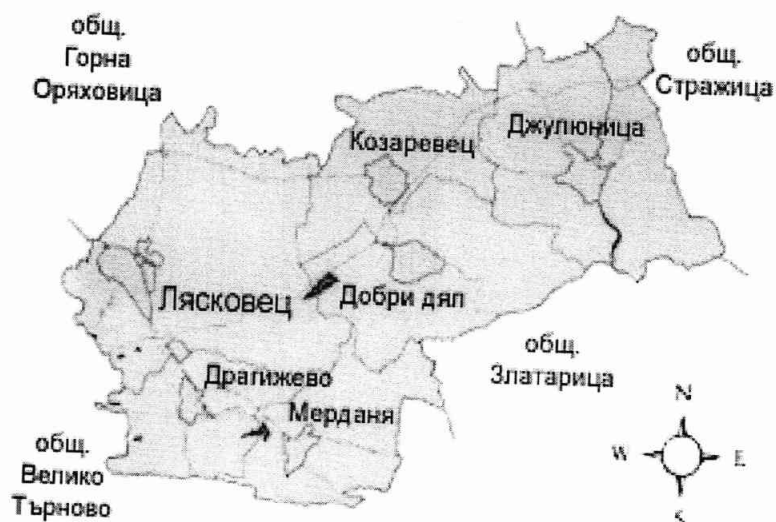 общ.
Горна
Оряховица
общ.
Стражица
Козаревец
Джулюница
Лясковец
Добри дял
общ.
Златарица
Драгижево
Мерданя
общ.
Велико
Търново
N
W
E
S